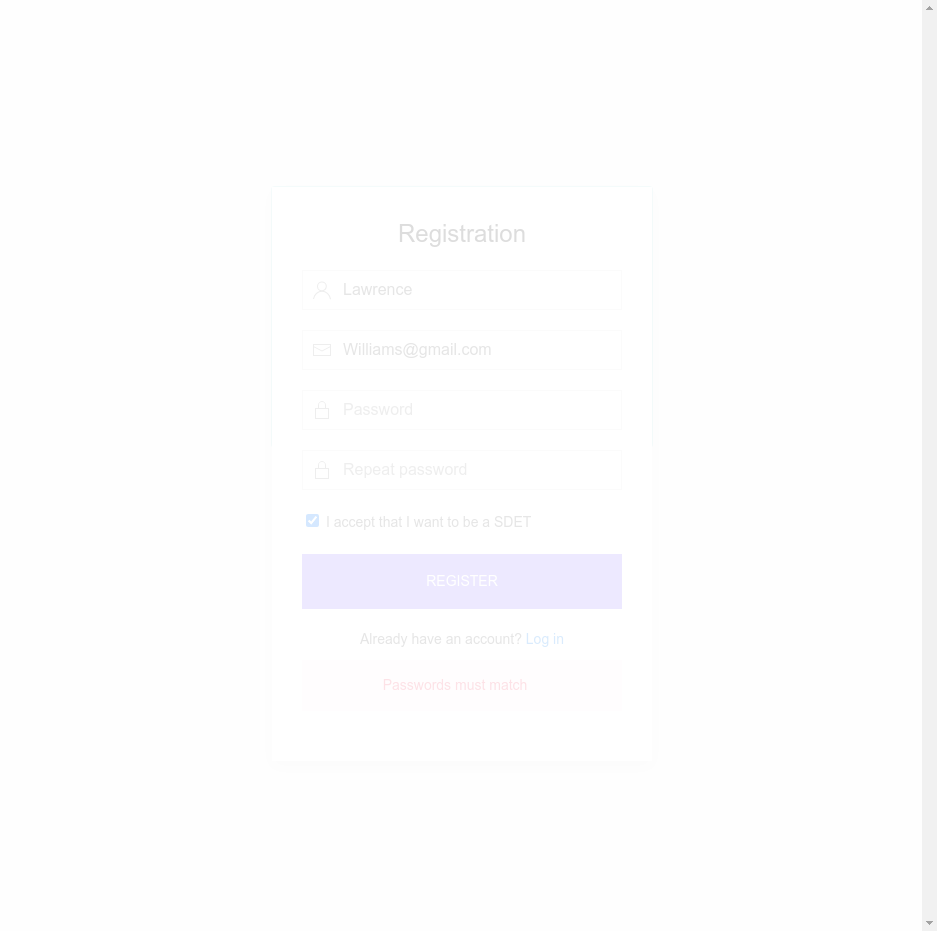 Registration
Lawrence
Williams@gmail.com
Password
Repeat password
I accept that I want to be a SDET
REGISTER
Already have an account? Log in
Passwords must match